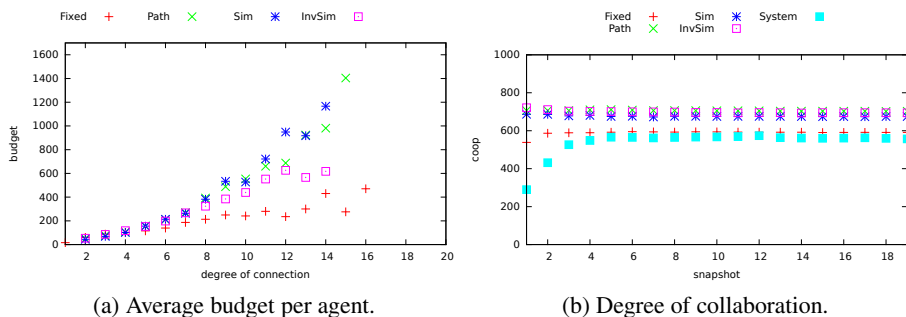 Fixed Path Sim InvSim
1600
1400
1200
1000
800
600
400
200
0
budget
2 4 6 8 10 12 14 16 18 20
degree of connection
(a) Average budget per agent.
Fixed Sim System
Path InvSim
1000
800
600
400
200
0
coop
2 4 6 8 10 12 14 16 18
snapshot
(b) Degree of collaboration.